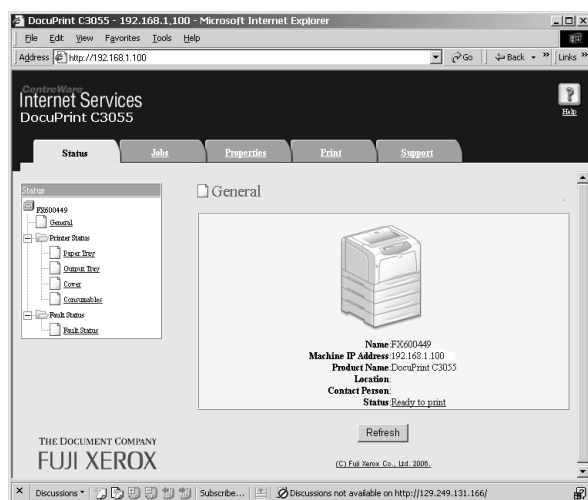 DocuPrint C3055 - 192.168.1,100 - Microsoft Internet Explorer
File Edit View Favorites Tools Help
Address http://192.168.1.100 Go Back » Links »
CentreWare
Internet Services
DocuPrint C3055
Help
Status Jobs Properties Print Support
Status
FX600449
General
Printer Status
Paper Tray
Output Tray
Cover
Consumables
Fault Status
Fault Status
General
Name:FX600449
Machine IP Address:192.168.1.100
Product Name:DocuPrint C3055
Location:
Contact Person:
Status:Ready to print
Refresh
THE DOCUMENT COMPANY
FUJI XEROX
(C) Fuji Xerox Co., Ltd. 2006.
Discussions Subscribe... Discussions not available on http://129.249.131.166/